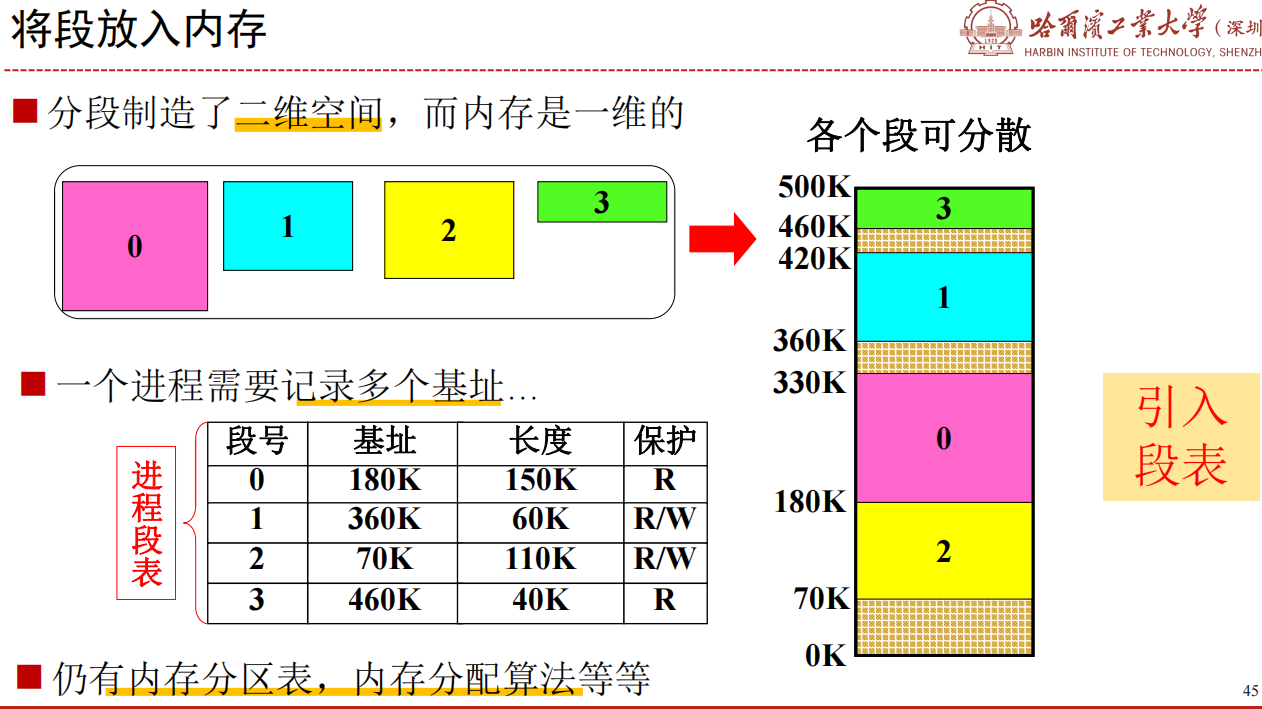 将段放入内存
哈爾濱工業大學（深圳
HARBIN INSTITUTE OF TECHNOLOGY, SHENZH
HIT
分段制造了二维空间，而内存是一维的
0
1
2
3
各个段可分散
500K
3
460K
420K
1
360K
330K
0
180K
2
70K
0K
引入
段表
一个进程需要记录多个基址…
进程段表
段号 基址 长度 保护
0 180K 150K R
1 360K 60K R/W
2 70K 110K R/W
3 460K 40K R
仍有内存分区表，内存分配算法等等
45